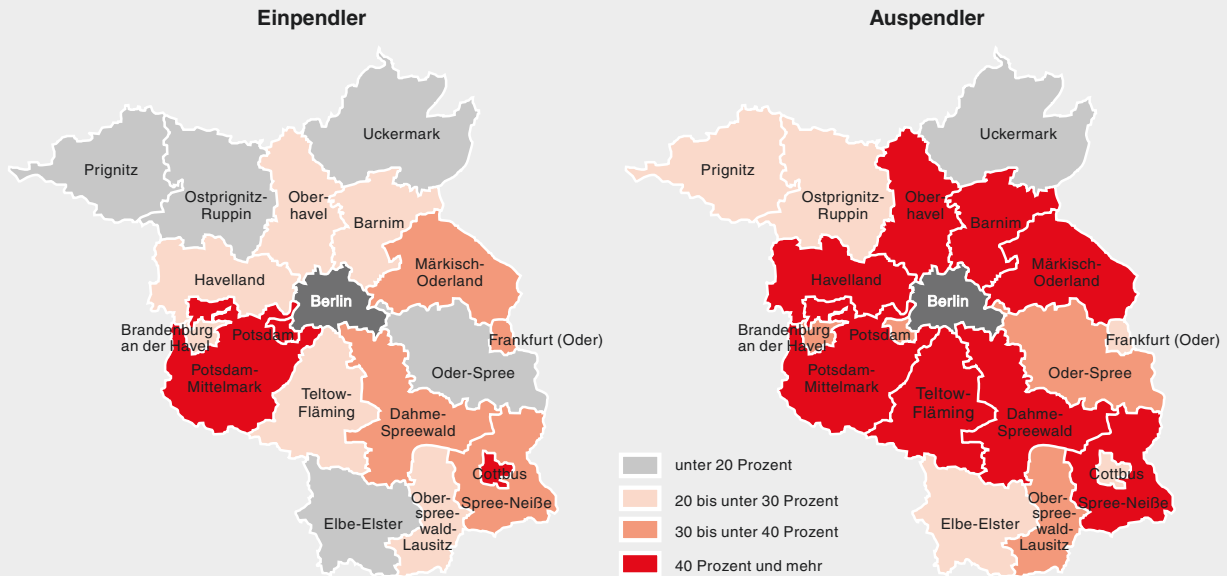 Einpendler
Uckermark
Prignitz
Ostprignitz-
Ruppin
Ober-
havel
Barnim
Märkisch-
Oderland
Havelland
Berlin
Brandenburg
an der Havel
Potsdam
Frankfurt (Oder)
Potsdam-
Mittelmark
Oder-Spree
Teltow-
Fläming
Dahme-
Spreewald
Cottbus
Spree-Neiße
Elbe-Elster
Ober-
spree-
wald-
Lausitz
Auspendler
Uckermark
Prignitz
Ostprignitz-
Ruppin
Ober-
havel
Barnim
Märkisch-
Oderland
Havelland
Berlin
Brandenburg
an der Havel
Potsdam
Frankfurt (Oder)
Potsdam-
Mittelmark
Oder-Spree
Teltow-
Fläming
Dahme-
Spreewald
Cottbus
Spree-Neiße
Elbe-Elster
Ober-
spree-
wald-
Lausitz
unter 20 Prozent
20 bis unter 30 Prozent
30 bis unter 40 Prozent
40 Prozent und mehr